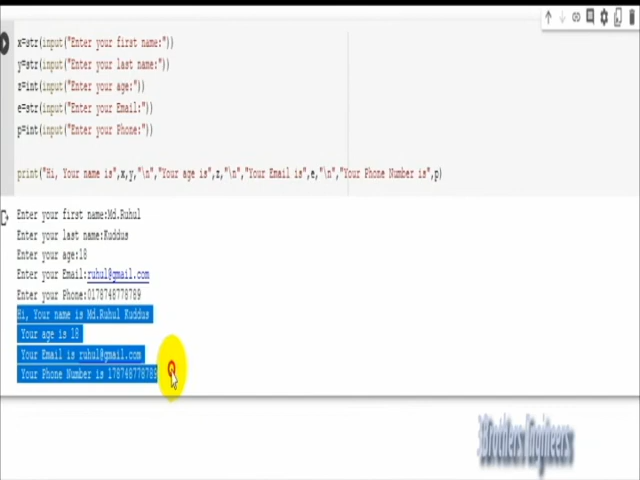 x=str(input("Enter your first name:"))
y=str(input("Enter your last name:"))
z=int(input("Enter your age:"))
e=str(input("Enter your Email:"))
p=int(input("Enter your Phone:"))
print("Hi, Your name is",x,y,"\n","Your age is",z,"\n","Your Email is",e,"\n","Your Phone Number is",p)
Enter your first name:Md.Ruhul
Enter your last name:Kuddus
Enter your age:18
Enter your Email:ruhul@gmail.com
Enter your Phone:0178748778789
Hi, Your name is Md.Ruhul Kuddus
Your age is 18
Your Email is ruhul@gmail.com
Your Phone Number is 178748778789
3Brothers Engineers